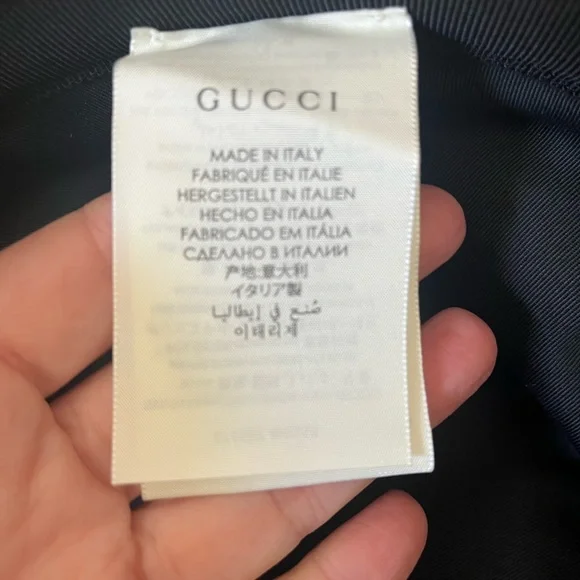 GUCCI
MADE IN ITALY
FABRIQUÉ EN ITALIE
HERGESTELLT IN ITALIEN
HECHO EN ITALIA
FABRICADO EM ITÁLIA
СДЕЛАНО В ИТАЛИИ
产地:意大利
イタリア製
صُنع في إيطاليا
이태리제